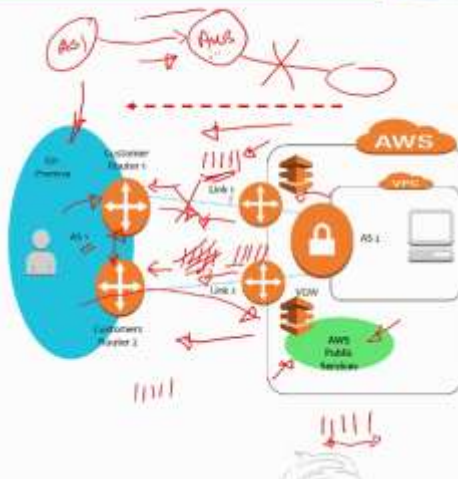 AS1
AWS
AWS
VPC
On
Premise
Customer
Router 1
Link 1
AS 1
AS 2
Link 2
VGW
Customers
Router 2
AWS
Public
Services